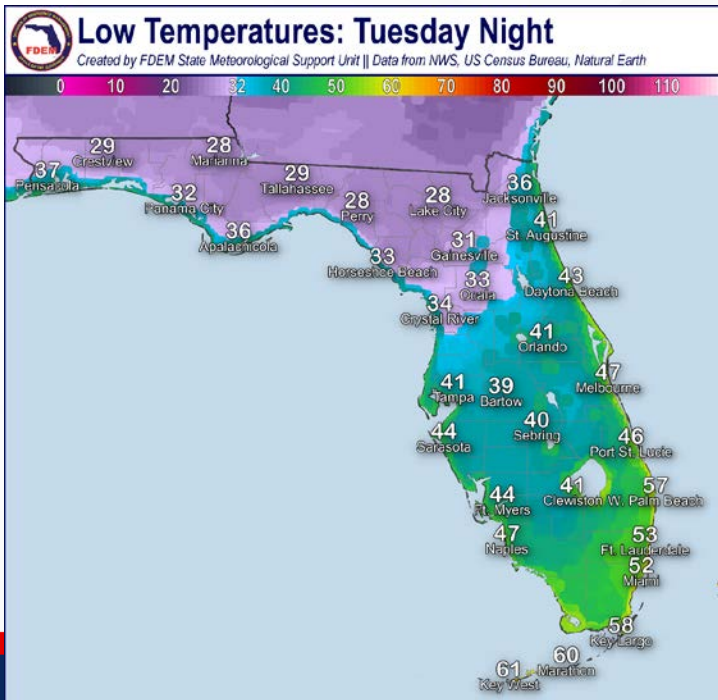 FDEM
Low Temperatures: Tuesday Night
Created by FDEM State Meteorological Support Unit || Data from NWS, US Census Bureau, Natural Earth
0 10 20 32 40 50 60 70 80 90 100 110
29
Crestview
28
Marianna
37
Pensacola
29
Tallahassee
32
Panama City
28
Perry
28
Lake City
36
Jacksonville
36
Apalachicola
41
St. Augustine
31
Gainesville
33
Horseshoe Beach
33
Ocala
43
Daytona Beach
34
Crystal River
41
Orlando
41
Tampa
39
Bartow
47
Melbourne
44
Sarasota
40
Sebring
46
Port St. Lucie
44
Ft. Myers
41
Clewiston
57
W. Palm Beach
47
Naples
53
Ft. Lauderdale
52
Miami
58
Key Largo
60
Marathon
61
Key West